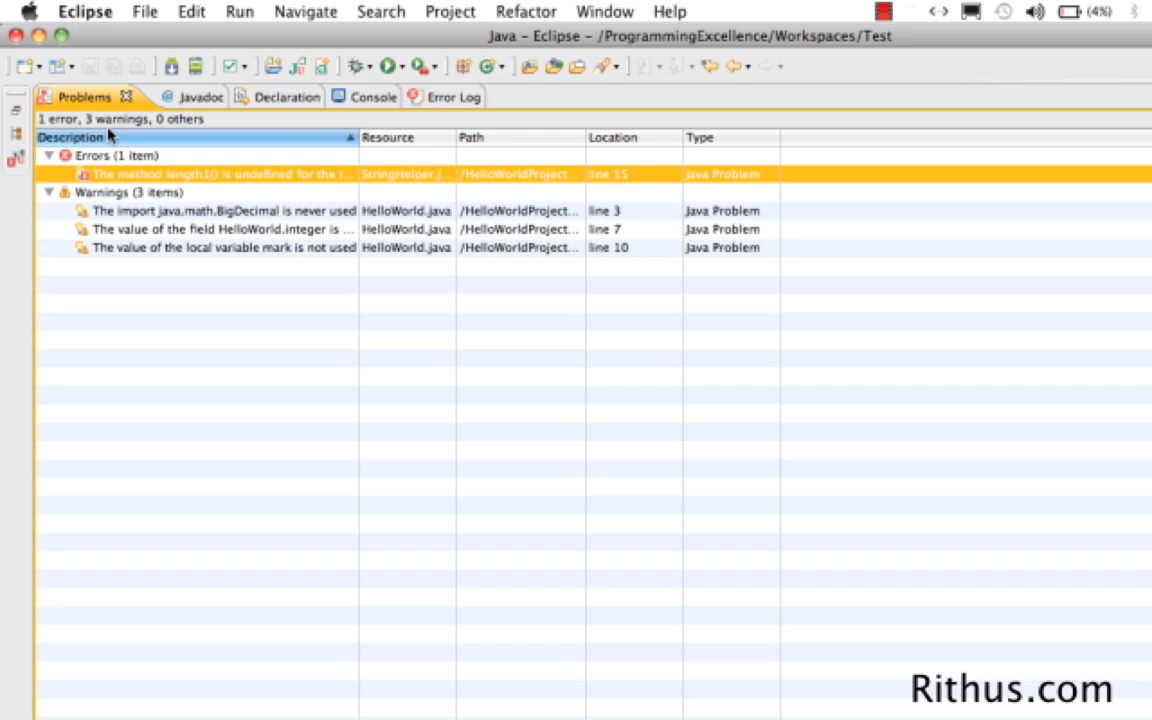 Eclipse File Edit Run Navigate Search Project Refactor Window Help (4%)
Java - Eclipse - /ProgrammingExcellence/Workspaces/Test
Problems Javadoc Declaration Console Error Log
1 error, 3 warnings, 0 others
Description Resource Path Location Type
Errors (1 item)
The method length1() is undefined for the t... StringHelper.j... /HelloWorldProject... line 15 Java Problem
Warnings (3 items)
The import java.math.BigDecimal is never used HelloWorld.java /HelloWorldProject... line 3 Java Problem
The value of the field HelloWorld.integer is ... HelloWorld.java /HelloWorldProject... line 7 Java Problem
The value of the local variable mark is not used HelloWorld.java /HelloWorldProject... line 10 Java Problem
Rithus.com